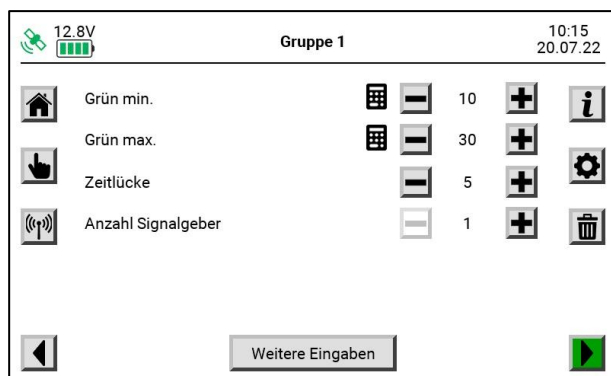 12.8V
Gruppe 1
10:15
20.07.22
Grün min.
10
Grün max.
30
Zeitlücke
5
Anzahl Signalgeber
1
Weitere Eingaben